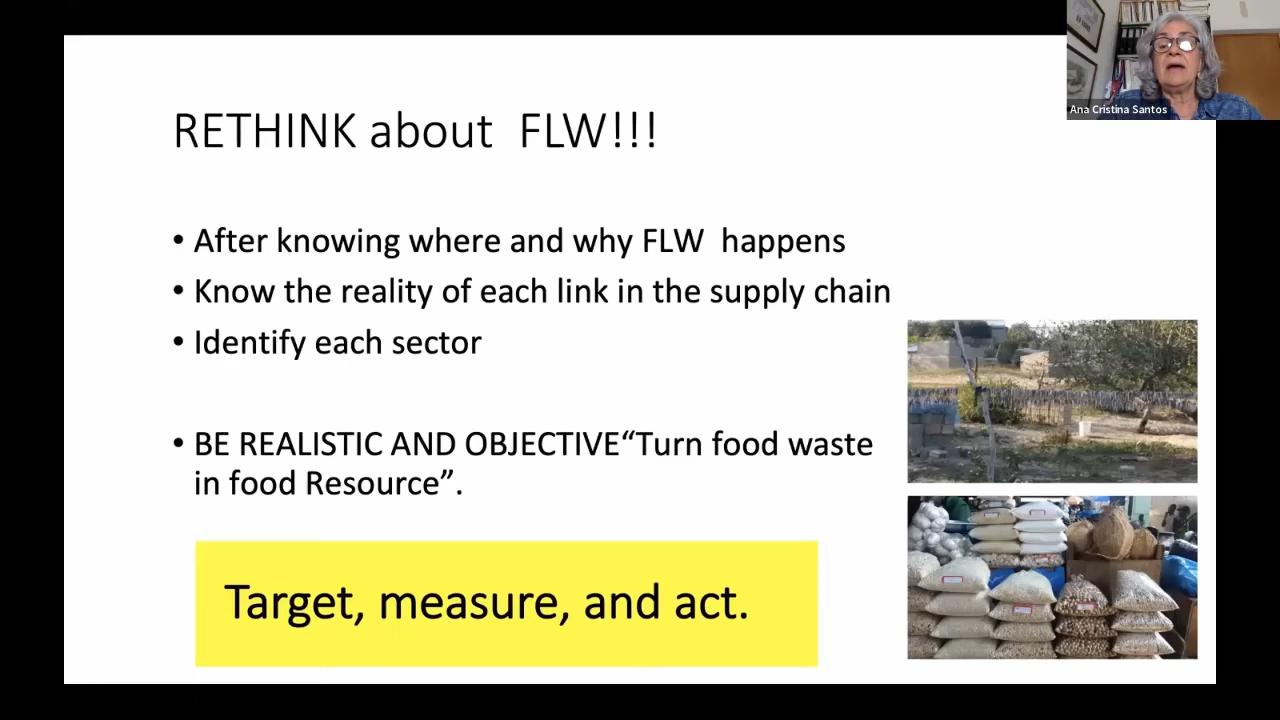 Ana Cristina Santos
RETHINK about FLW!!!
• After knowing where and why FLW happens
• Know the reality of each link in the supply chain
• Identify each sector
• BE REALISTIC AND OBJECTIVE“Turn food waste
in food Resource”.
Target, measure, and act.